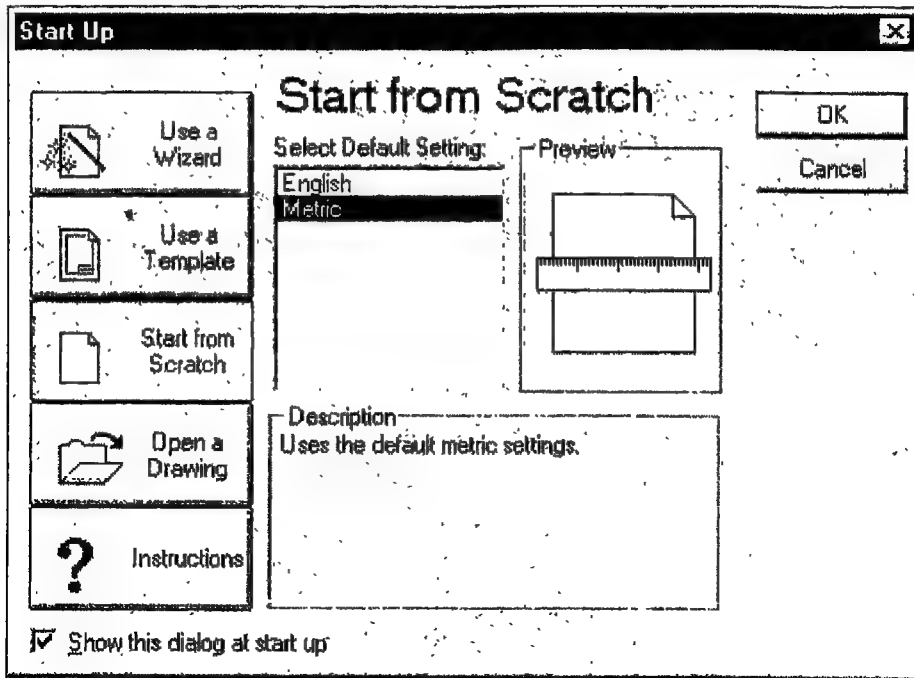 Start Up
Start from Scratch
Use a
Wizard
Use a
Template
Start from
Scratch
Open a
Drawing
Instructions
Select Default Setting:
English
Metric
Preview
Description
Uses the default metric settings.
OK
Cancel
Show this dialog at start up